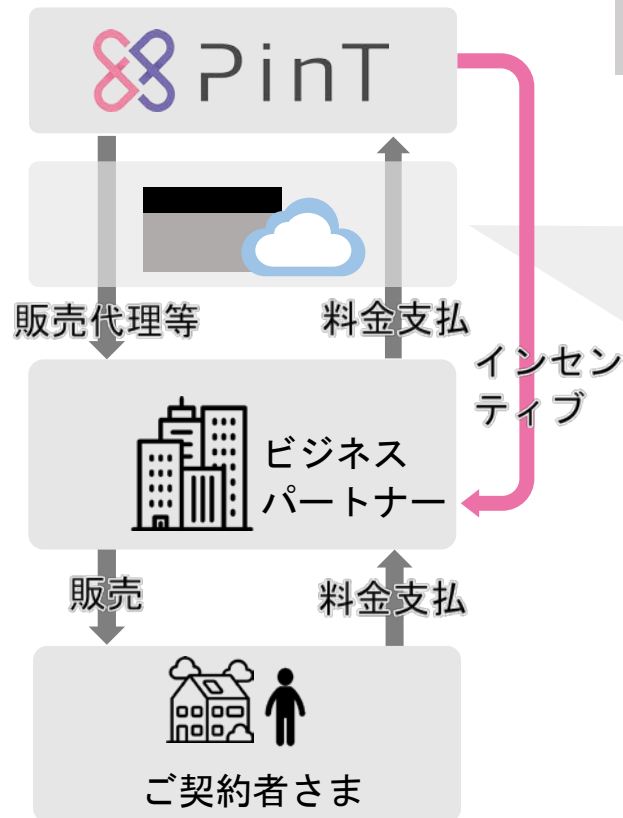 PinT
販売代理等
料金支払
インセン
ティブ
ビジネス
パートナー
販売
料金支払
ご契約者さま